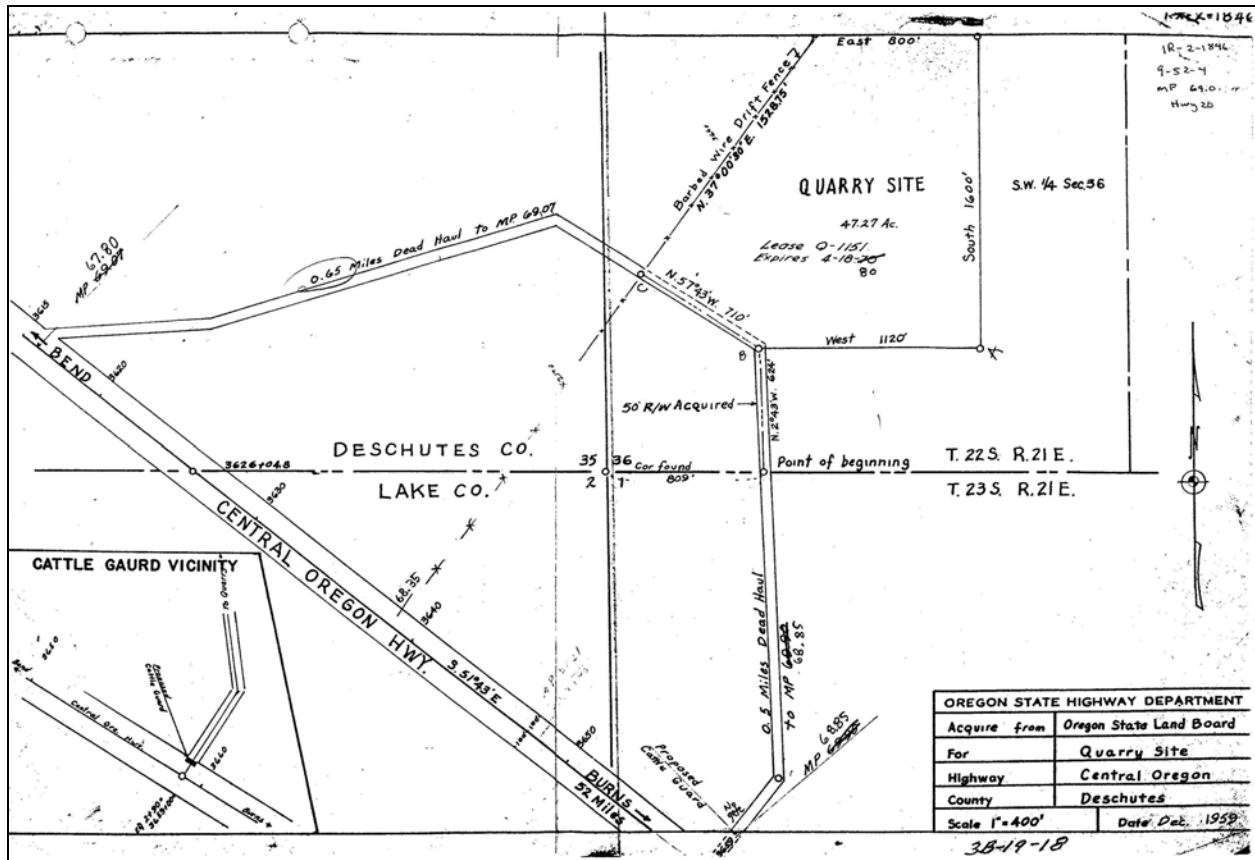 East 800'
1R-2-1846
9-52-4
MP 69.0
Hwy 20
Barbed Wire Drift Fence
N. 37°00'30" E. 1528.75'
QUARRY SITE
47.27 Ac.
Lease Q-1151
Expires 4-18-70
80
South 1600'
S.W. 1/4 Sec 36
67.80
MP 69.07
0.65 Miles Dead Haul to MP 69.07
N. 57°43'W. 710'
C
B
West 1120'
A
3615
BEND
3620
50' R/W Acquired
N. 2°43'W. 624'
DESCHUTES CO.
3626+04.8
LAKE CO.
35 36
2 1
Cor found
809'
Point of beginning
T. 22 S. R. 21 E.
T. 23 S. R. 21 E.
N
3630
CENTRAL OREGON HWY.
68.35
3640
S. 51°43' E
3650
BURNS
52 Miles
0.5 Miles Dead Haul
to MP 68.90
68.85
68.85
MP
Proposed
Cattle Guard
CATTLE GAURD VICINITY
To Quarry
3650
Proposed
Cattle Guard
Central Ore. Hwy.
3660
Burns
OREGON STATE HIGHWAY DEPARTMENT
Acquire from Oregon State Land Board
For Quarry Site
Highway Central Oregon
County Deschutes
Scale 1"=400' Date Dec. 1959
3B-19-18